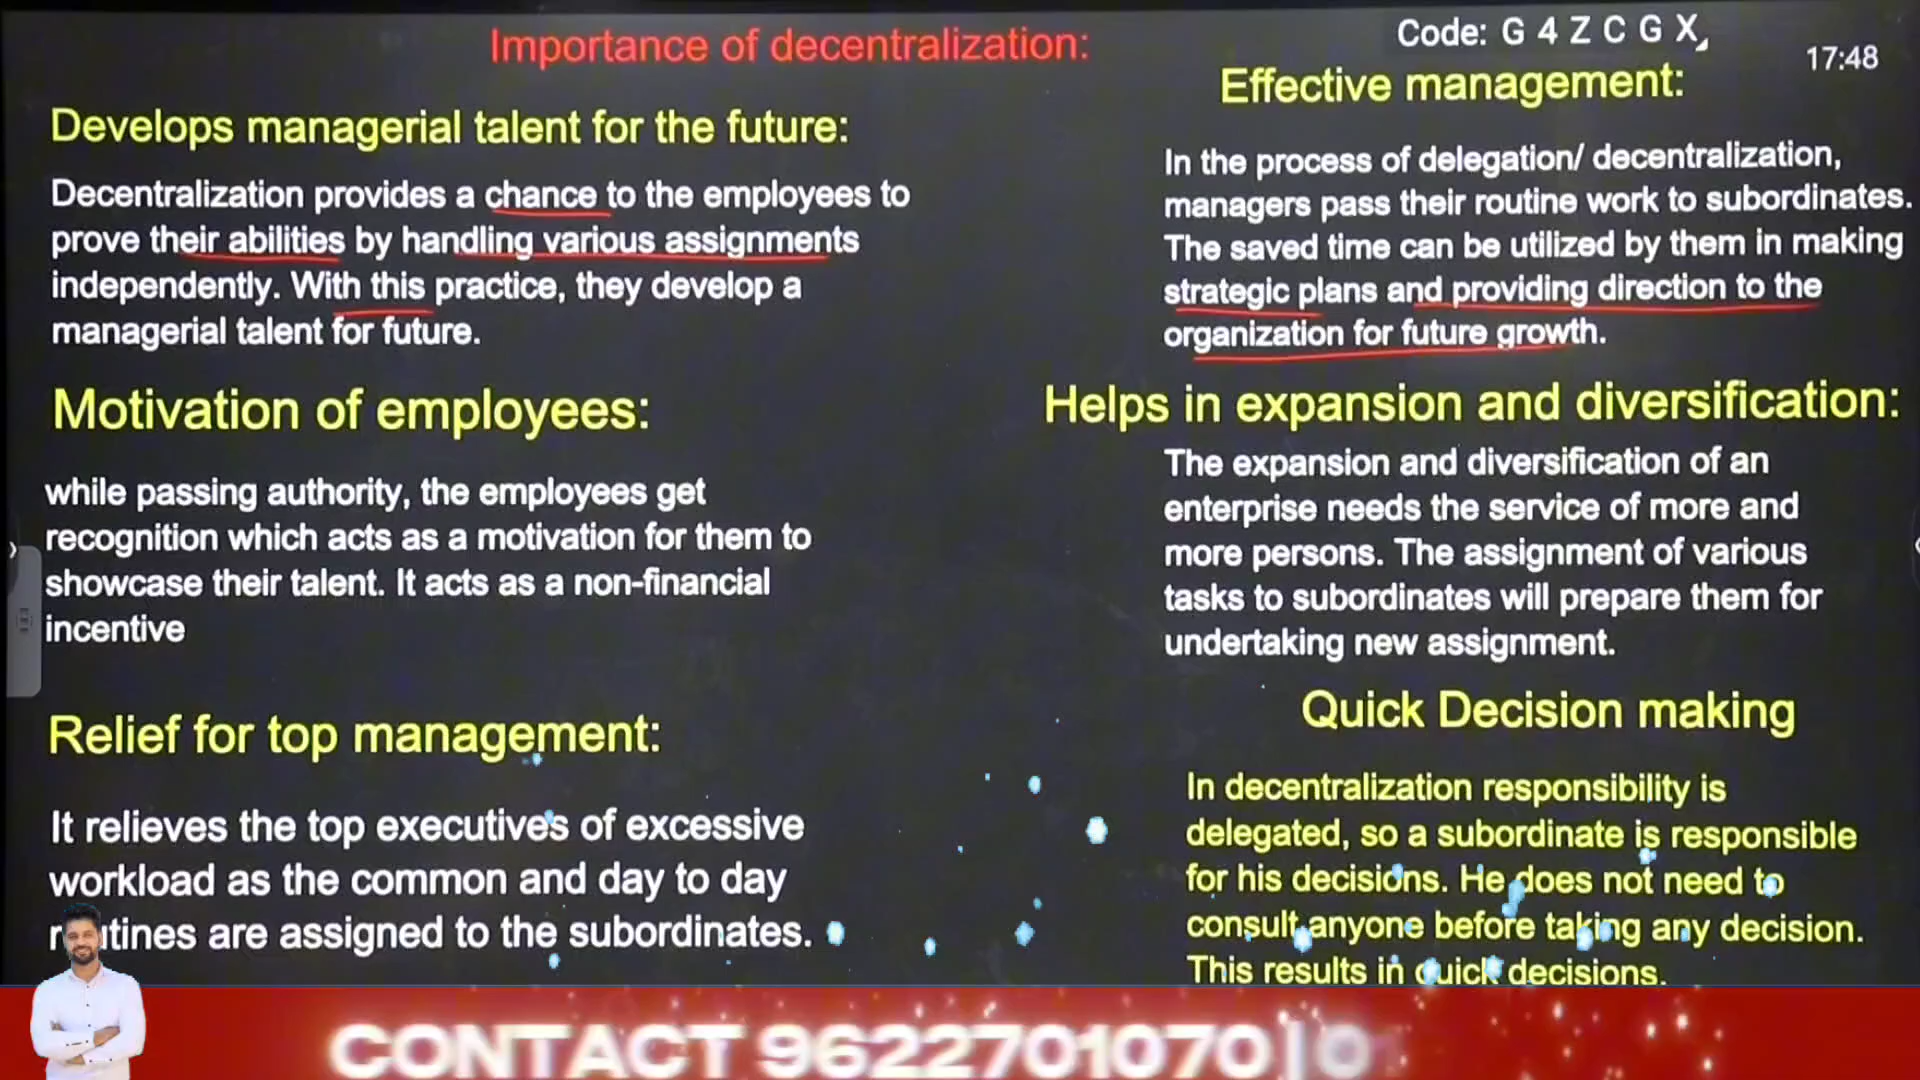 Importance of decentralization:
Code: G 4 Z C G X
17:48
Develops managerial talent for the future:
Decentralization provides a chance to the employees to
prove their abilities by handling various assignments
independently. With this practice, they develop a
managerial talent for future.
Motivation of employees:
while passing authority, the employees get
recognition which acts as a motivation for them to
showcase their talent. It acts as a non-financial
incentive
Relief for top management:
It relieves the top executives of excessive
workload as the common and day to day
routines are assigned to the subordinates.
Effective management:
In the process of delegation/ decentralization,
managers pass their routine work to subordinates.
The saved time can be utilized by them in making
strategic plans and providing direction to the
organization for future growth.
Helps in expansion and diversification:
The expansion and diversification of an
enterprise needs the service of more and
more persons. The assignment of various
tasks to subordinates will prepare them for
undertaking new assignment.
Quick Decision making
In decentralization responsibility is
delegated, so a subordinate is responsible
for his decisions. He does not need to
consult anyone before taking any decision.
This results in quick decisions.
CONTACT 9622701070 | 0